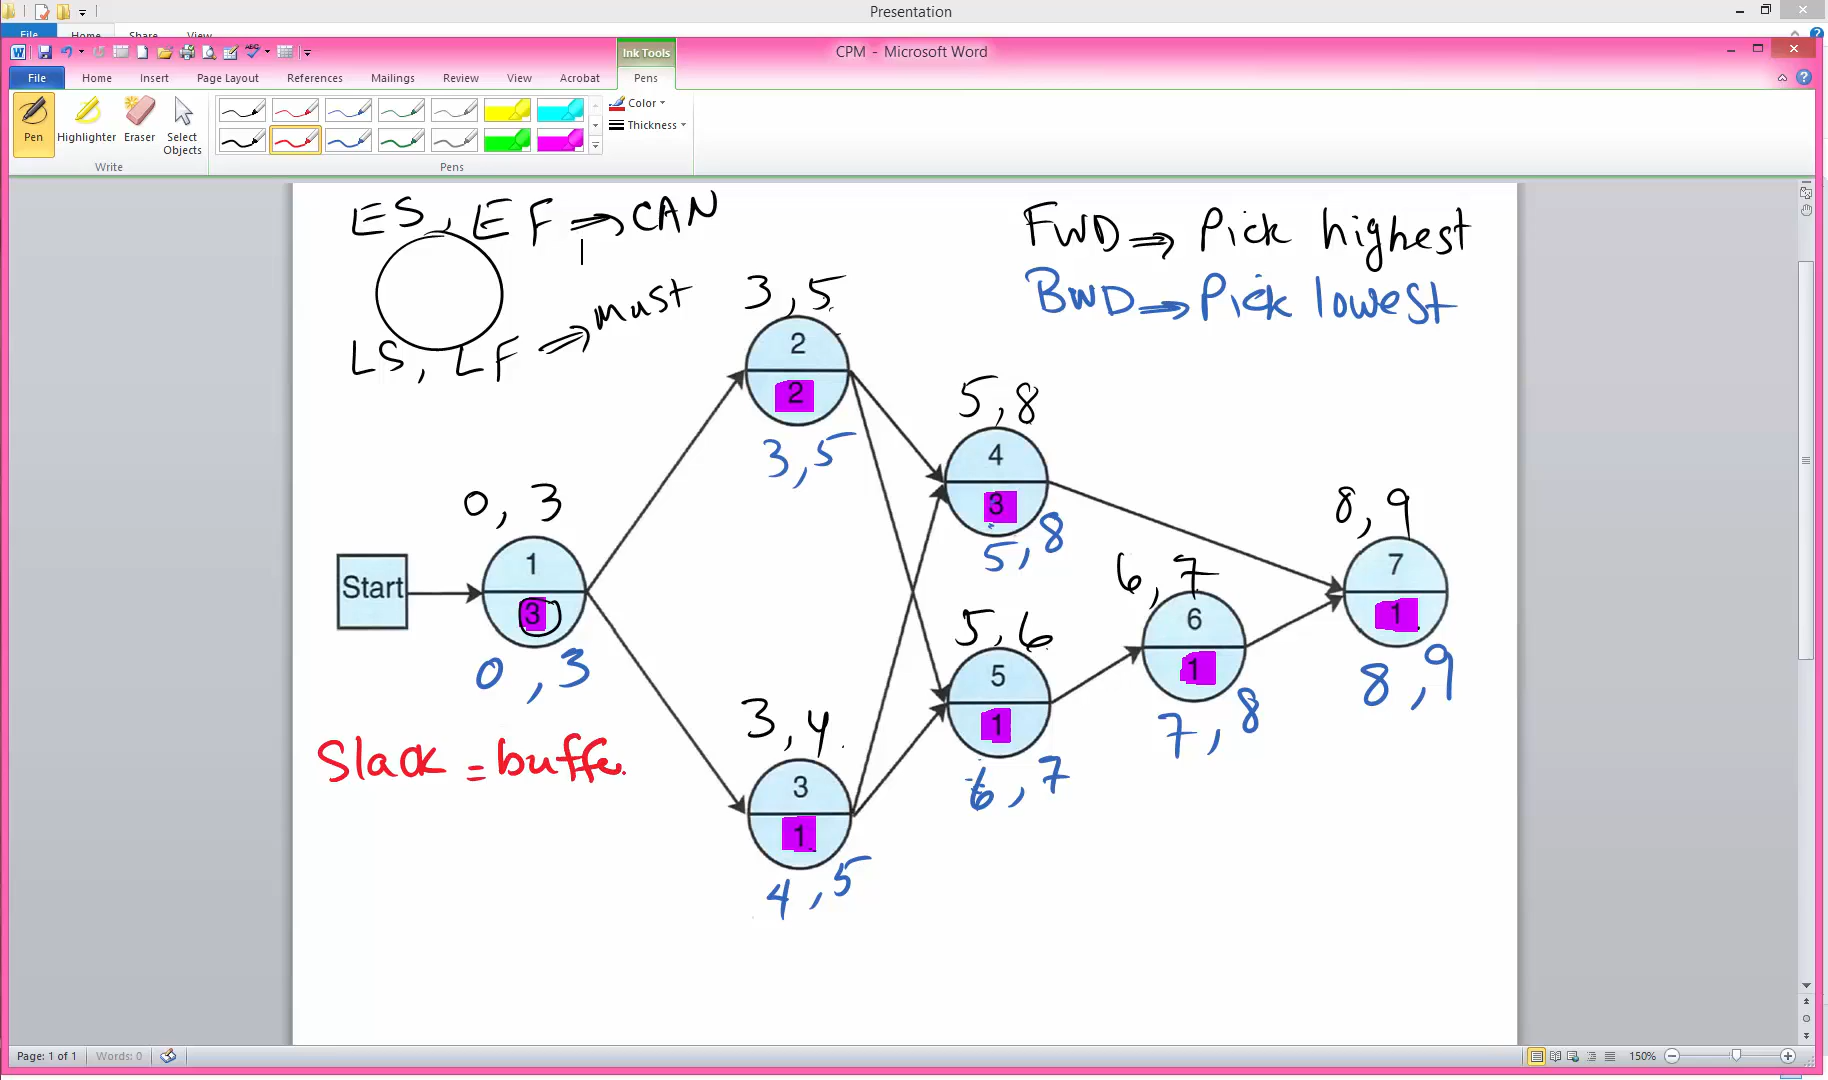 Presentation
File Home Share View
CPM - Microsoft Word
Ink Tools
File Home Insert Page Layout References Mailings Review View Acrobat Pens
Pen Highlighter Eraser Select Objects
Color
Thickness
Write Pens
ES, EF ⇒ CAN
LS, LF ⇒ must
FWD ⇒ Pick highest
BWD ⇒ Pick lowest
3,5
2
2
3,5
5,8
4
3
5,8
0, 3
Start
1
3
0, 3
8,9
7
1
8,9
6,7
6
1
7,8
5,6
5
1
6,7
3,4
3
1
4,5
Slack = buffe
Page: 1 of 1 Words: 0 150%